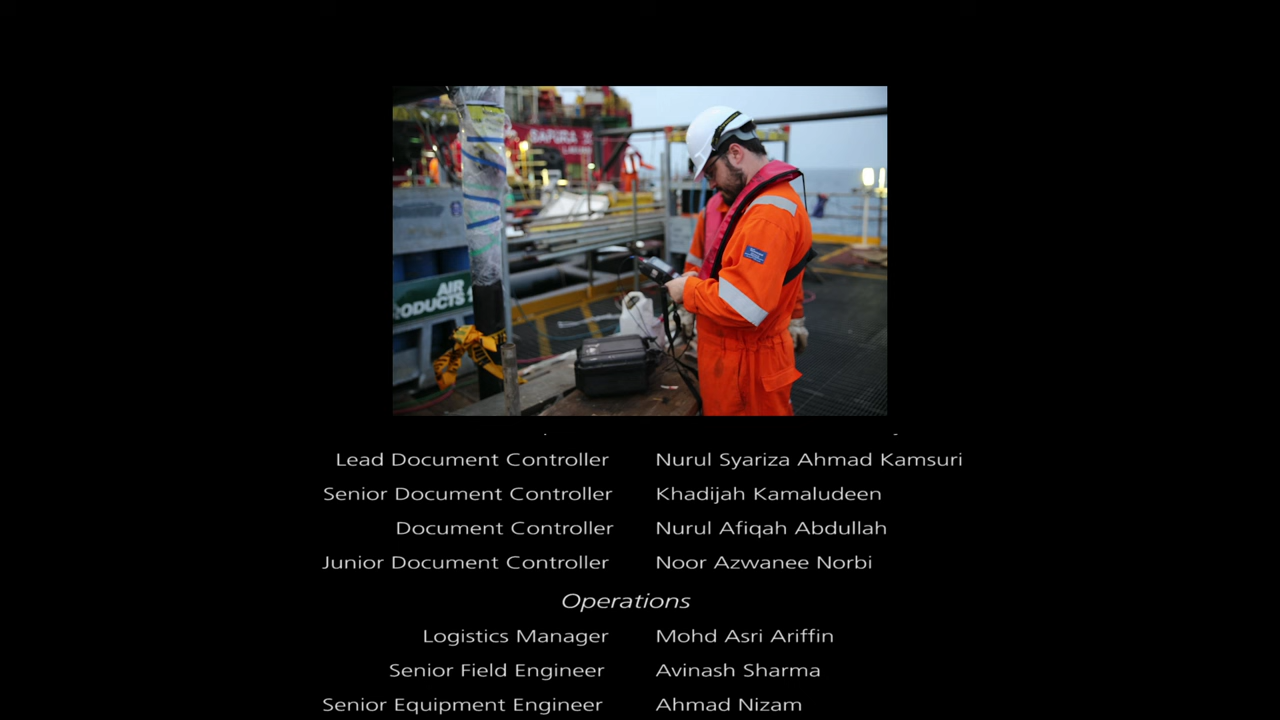 SAPURA
AIR
PRODUCTS
Lead Document Controller Nurul Syariza Ahmad Kamsuri
Senior Document Controller Khadijah Kamaludeen
Document Controller Nurul Afiqah Abdullah
Junior Document Controller Noor Azwanee Norbi
Operations
Logistics Manager Mohd Asri Ariffin
Senior Field Engineer Avinash Sharma
Senior Equipment Engineer Ahmad Nizam